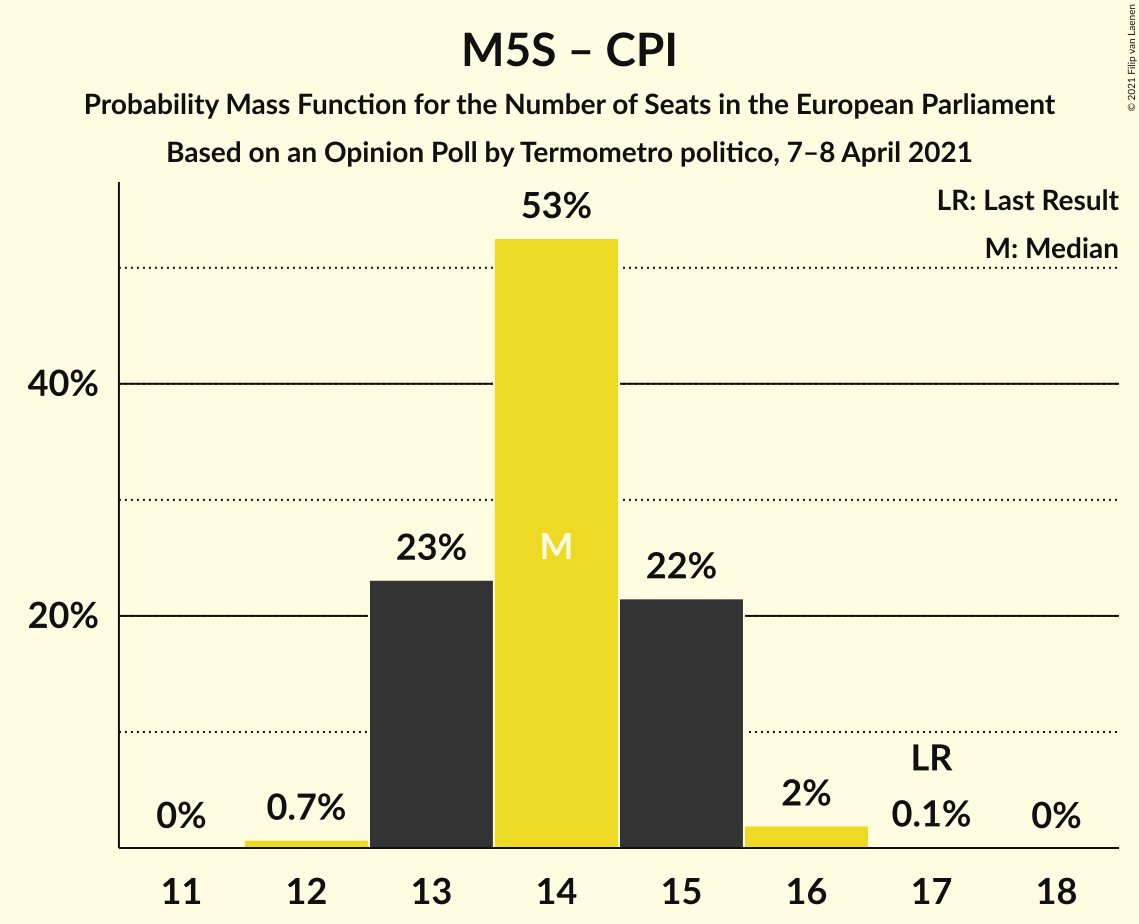 M5S – CPI
Probability Mass Function for the Number of Seats in the European Parliament
Based on an Opinion Poll by Termometro politico, 7–8 April 2021
© 2021 Filip van Laenen
LR: Last Result
M: Median
53%
40%
23%
M
22%
20%
LR
0%
0.7%
2%
0.1%
0%
11 12 13 14 15 16 17 18